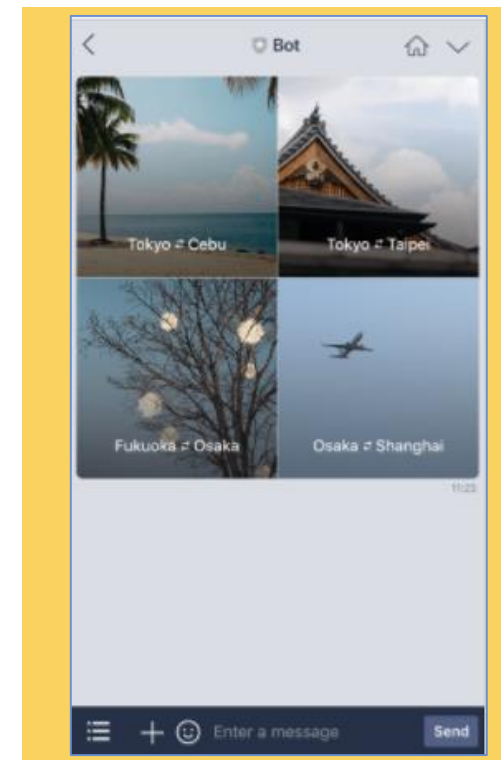 Bot
Tokyo ⇄ Cebu
Tokyo ⇄ Taipei
Fukuoka ⇄ Osaka
Osaka ⇄ Shanghai
11:23
Enter a message
Send